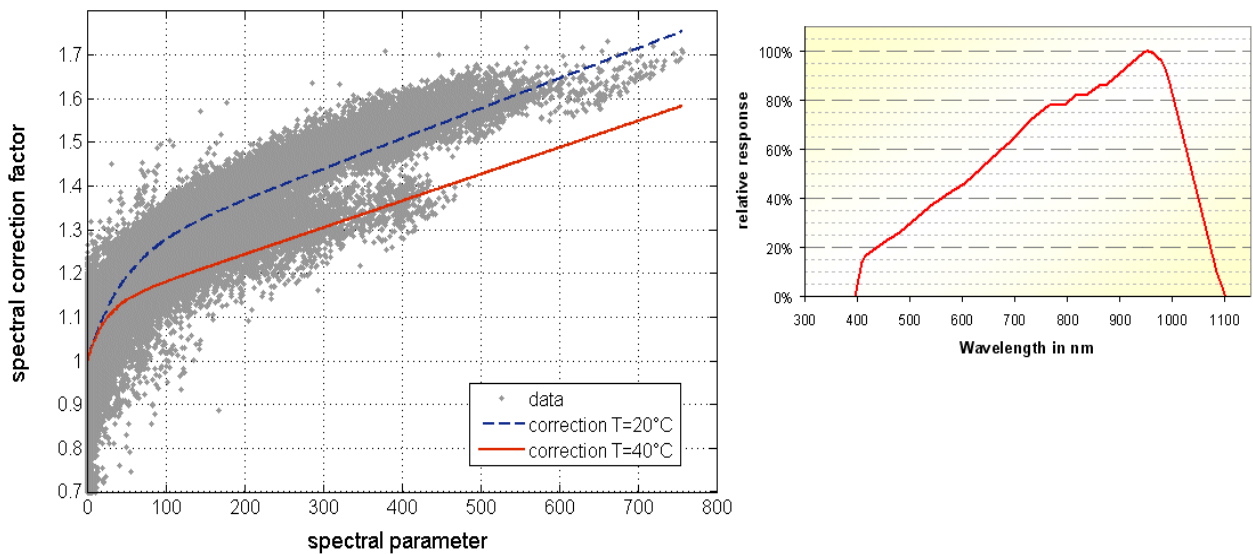 spectral correction factor
1.7
1.6
1.5
1.4
1.3
1.2
1.1
1
0.9
0.8
0.7
0 100 200 300 400 500 600 700 800
spectral parameter
data
correction T=20°C
correction T=40°C
relative response
100%
80%
60%
40%
20%
0%
300 400 500 600 700 800 900 1000 1100
Wavelength in nm